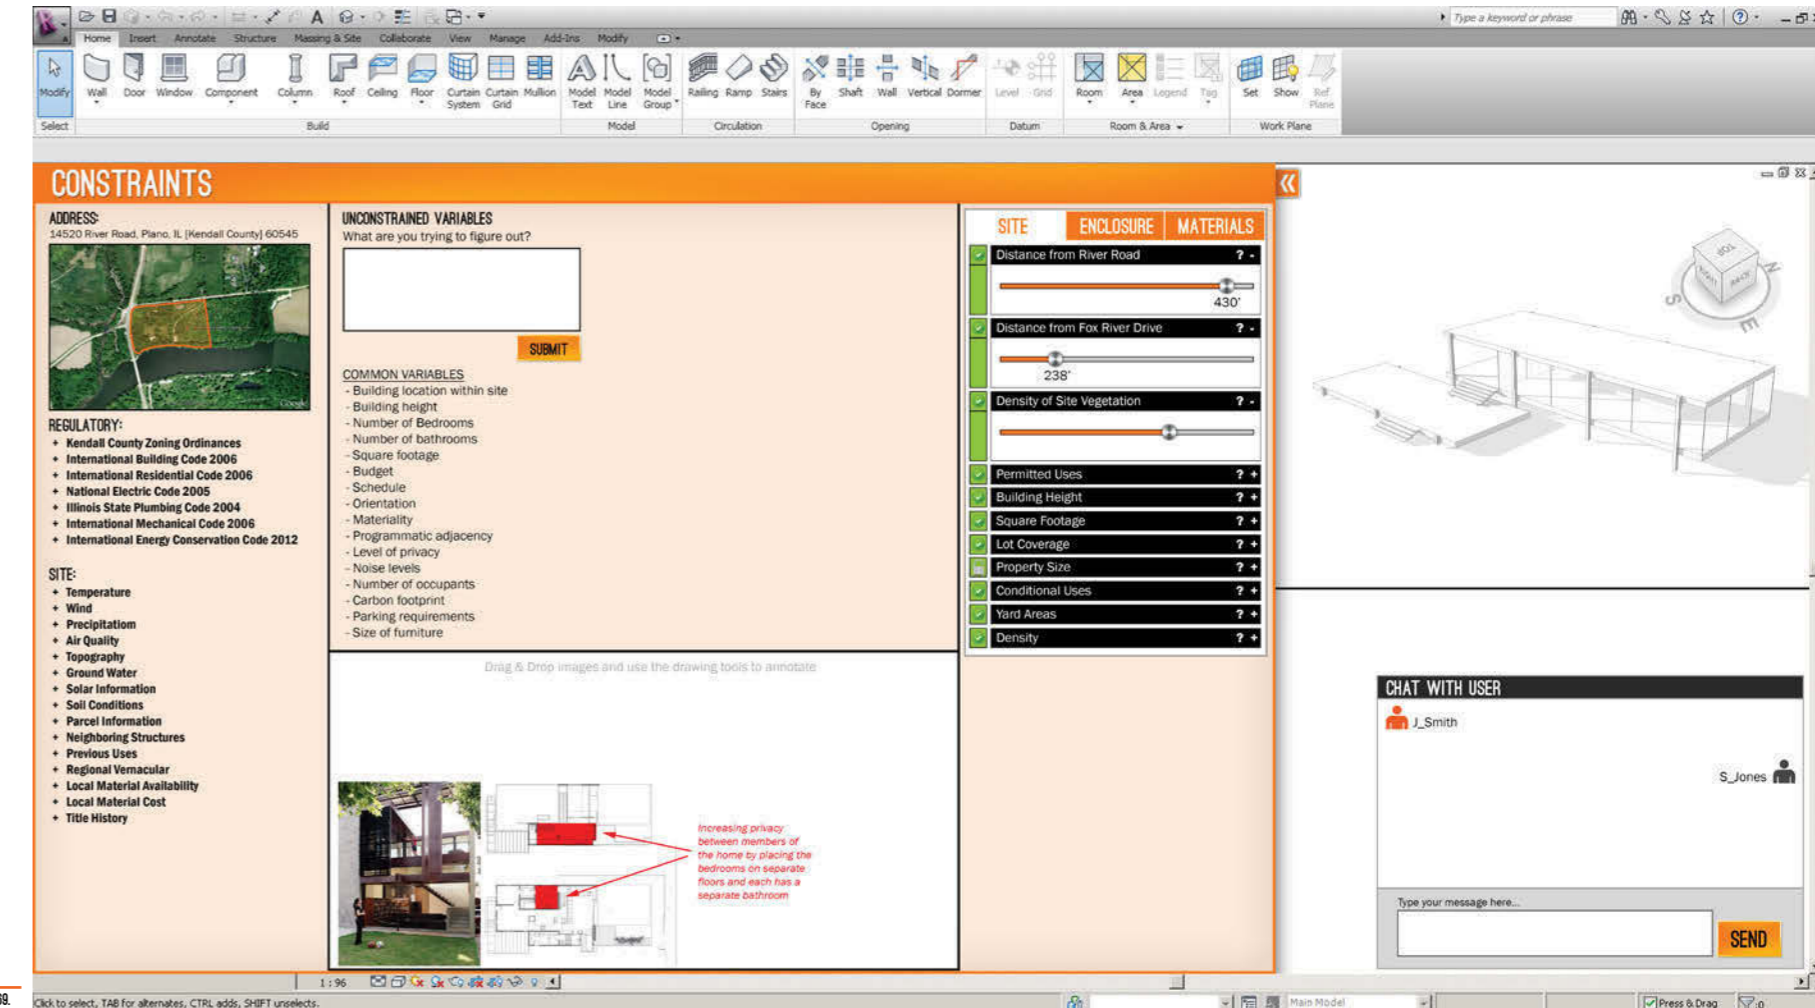 A
Type a keyword or phrase
Home Insert Annotate Structure Massing & Site Collaborate View Manage Add-Ins Modify
Modify Wall Door Window Component Column Roof Ceiling Floor Curtain System Curtain Grid Mullion Model Text Model Line Model Group Railing Ramp Stairs By Face Shaft Wall Vertical Dormer Level Grid Room Area Legend Tag Set Show Ref Plane
Select Build Model Circulation Opening Datum Room & Area Work Plane
CONSTRAINTS
ADDRESS:
14520 River Road, Plano, IL [Kendall County] 60545
Google
REGULATORY:
+ Kendall County Zoning Ordinances
+ International Building Code 2006
+ International Residential Code 2006
+ National Electric Code 2005
+ Illinois State Plumbing Code 2004
+ International Mechanical Code 2006
+ International Energy Conservation Code 2012
SITE:
+ Temperature
+ Wind
+ Precipitatiom
+ Air Quality
+ Topography
+ Ground Water
+ Solar Information
+ Soil Conditions
+ Parcel Information
+ Neighboring Structures
+ Previous Uses
+ Regional Vernacular
+ Local Material Availability
+ Local Material Cost
+ Title History
UNCONSTRAINED VARIABLES
What are you trying to figure out?
SUBMIT
COMMON VARIABLES
- Building location within site
- Building height
- Number of Bedrooms
- Number of bathrooms
- Square footage
- Budget
- Schedule
- Orientation
- Materiality
- Programmatic adjacency
- Level of privacy
- Noise levels
- Number of occupants
- Carbon footprint
- Parking requirements
- Size of furniture
Drag & Drop images and use the drawing tools to annotate
Increasing privacy
between members of
the home by placing the
bedrooms on separate
floors and each has a
separate bathroom
SITE ENCLOSURE MATERIALS
Distance from River Road ? -
430'
Distance from Fox River Drive ? -
238'
Density of Site Vegetation ? -
Permitted Uses ? +
Building Height ? +
Square Footage ? +
Lot Coverage ? +
Property Size ? +
Conditional Uses ? +
Yard Areas ? +
Density ? +
TOP
N
S
E
CHAT WITH USER
J_Smith
S_Jones
Type your message here...
SEND
1 : 96
Click to select, TAB for alternates, CTRL adds, SHIFT unselects.
Main Model
Press & Drag
:0